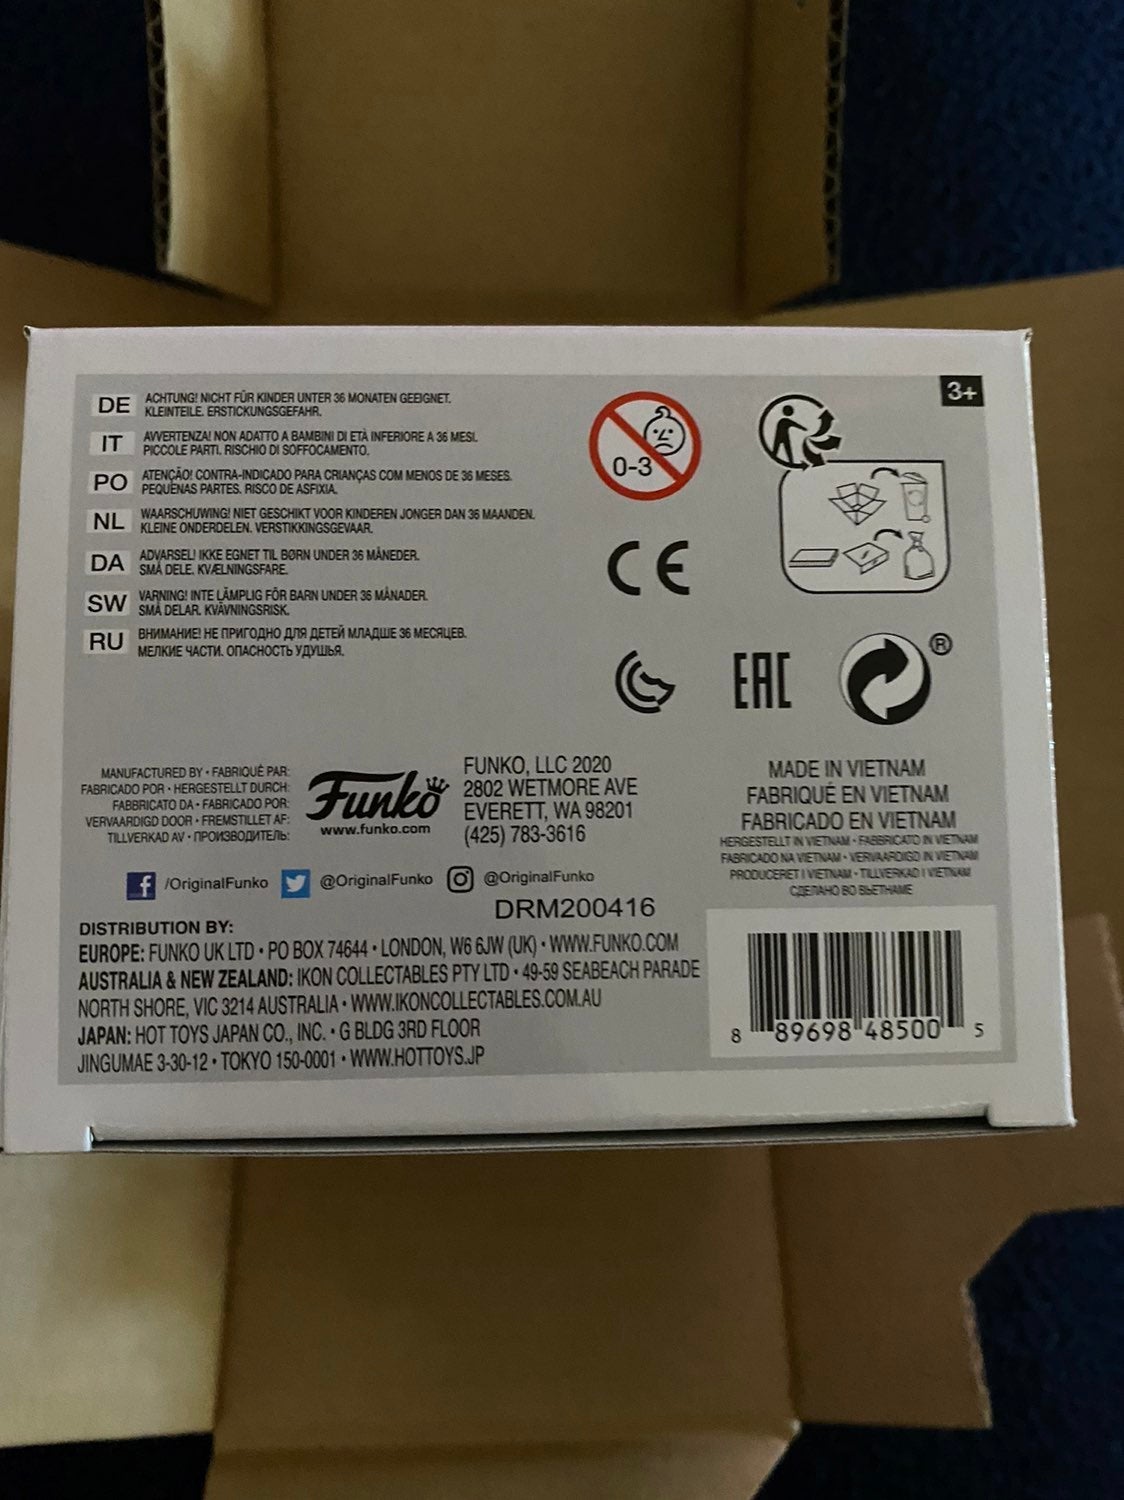 3+
DE ACHTUNG! NICHT FÜR KINDER UNTER 36 MONATEN GEEIGNET.
KLEINTEILE. ERSTICKUNGSGEFAHR.
IT AVVERTENZA! NON ADATTO A BAMBINI DI ETÀ INFERIORE A 36 MESI.
PICCOLE PARTI. RISCHIO DI SOFFOCAMENTO.
PO ATENÇÃO! CONTRA-INDICADO PARA CRIANÇAS COM MENOS DE 36 MESES.
PEQUENAS PARTES. RISCO DE ASFIXIA.
NL WAARSCHUWING! NIET GESCHIKT VOOR KINDEREN JONGER DAN 36 MAANDEN.
KLEINE ONDERDELEN. VERSTIKKINGSGEVAAR.
DA ADVARSEL! IKKE EGNET TIL BØRN UNDER 36 MÅNEDER.
SMÅ DELE. KVÆLNINGSFARE.
SW VARNING! INTE LÄMPLIG FÖR BARN UNDER 36 MÅNADER.
SMÅ DELAR. KVÄVNINGSRISK.
RU ВНИМАНИЕ! НЕ ПРИГОДНО ДЛЯ ДЕТЕЙ МЛАДШЕ 36 МЕСЯЦЕВ.
МЕЛКИЕ ЧАСТИ. ОПАСНОСТЬ УДУШЬЯ.
0-3
CE
EAC
®
MANUFACTURED BY • FABRIQUÉ PAR:
FABRICADO POR • HERGESTELLT DURCH:
FABBRICATO DA • FABRICADO POR:
VERVAARDIGD DOOR • FREMSTILLET AF:
TILLVERKAD AV • ПРОИЗВОДИТЕЛЬ:
Funko
www.funko.com
FUNKO, LLC 2020
2802 WETMORE AVE
EVERETT, WA 98201
(425) 783-3616
MADE IN VIETNAM
FABRIQUÉ EN VIETNAM
FABRICADO EN VIETNAM
HERGESTELLT IN VIETNAM • FABBRICATO IN VIETNAM
FABRICADO NA VIETNAM • VERVAARDIGD IN VIETNAM
PRODUCERET I VIETNAM • TILLVERKAD I VIETNAM
СДЕЛАНО ВО ВЬЕТНАМЕ
/OriginalFunko @OriginalFunko @OriginalFunko
DRM200416
DISTRIBUTION BY:
EUROPE: FUNKO UK LTD • PO BOX 74644 • LONDON, W6 6JW (UK) • WWW.FUNKO.COM
AUSTRALIA & NEW ZEALAND: IKON COLLECTABLES PTY LTD • 49-59 SEABEACH PARADE
NORTH SHORE, VIC 3214 AUSTRALIA • WWW.IKONCOLLECTABLES.COM.AU
JAPAN: HOT TOYS JAPAN CO., INC. • G BLDG 3RD FLOOR
JINGUMAE 3-30-12 • TOKYO 150-0001 • WWW.HOTTOYS.JP
8 89698 48500 5